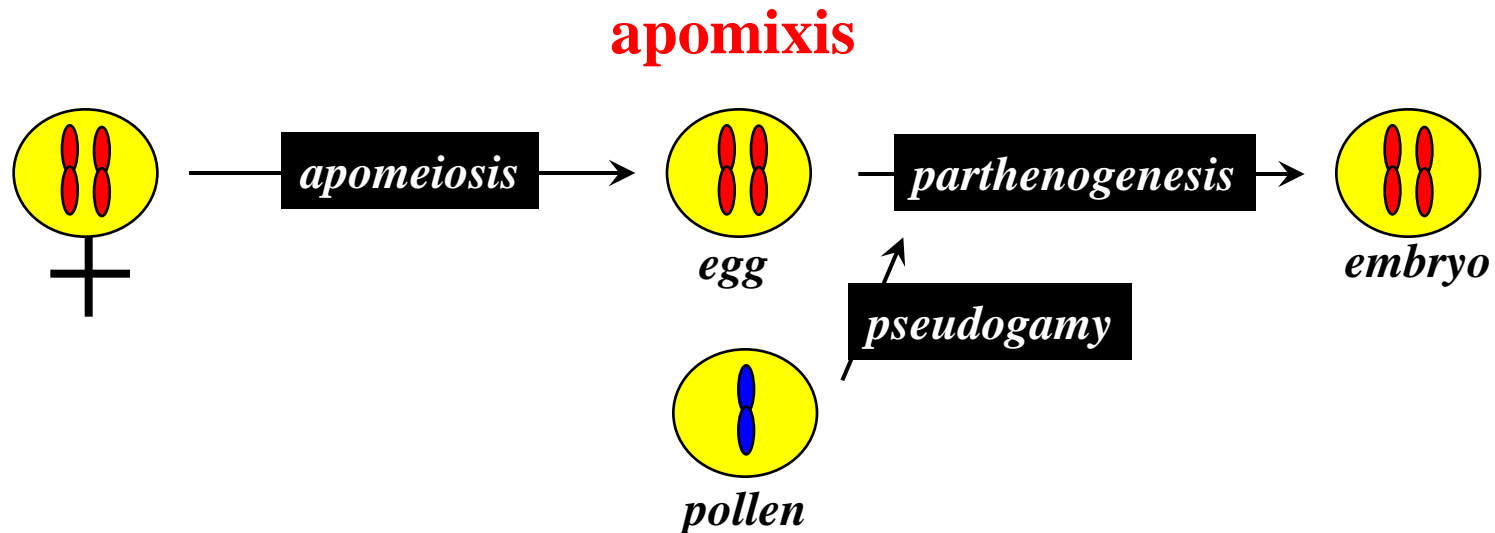 apomixis
apomeiosis
parthenogenesis
egg
embryo
pseudogamy
pollen